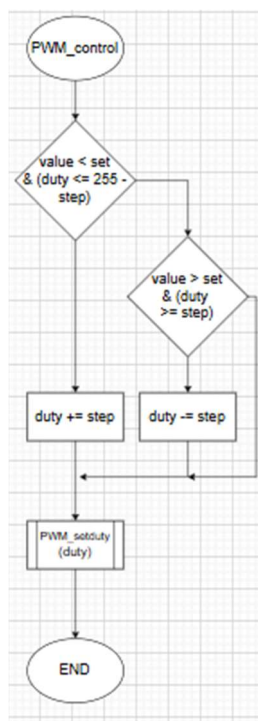 PWM_control
value < set
& (duty <= 255 -
step)
value > set
& (duty
>= step)
duty += step
duty -= step
PWM_setduty
(duty)
END